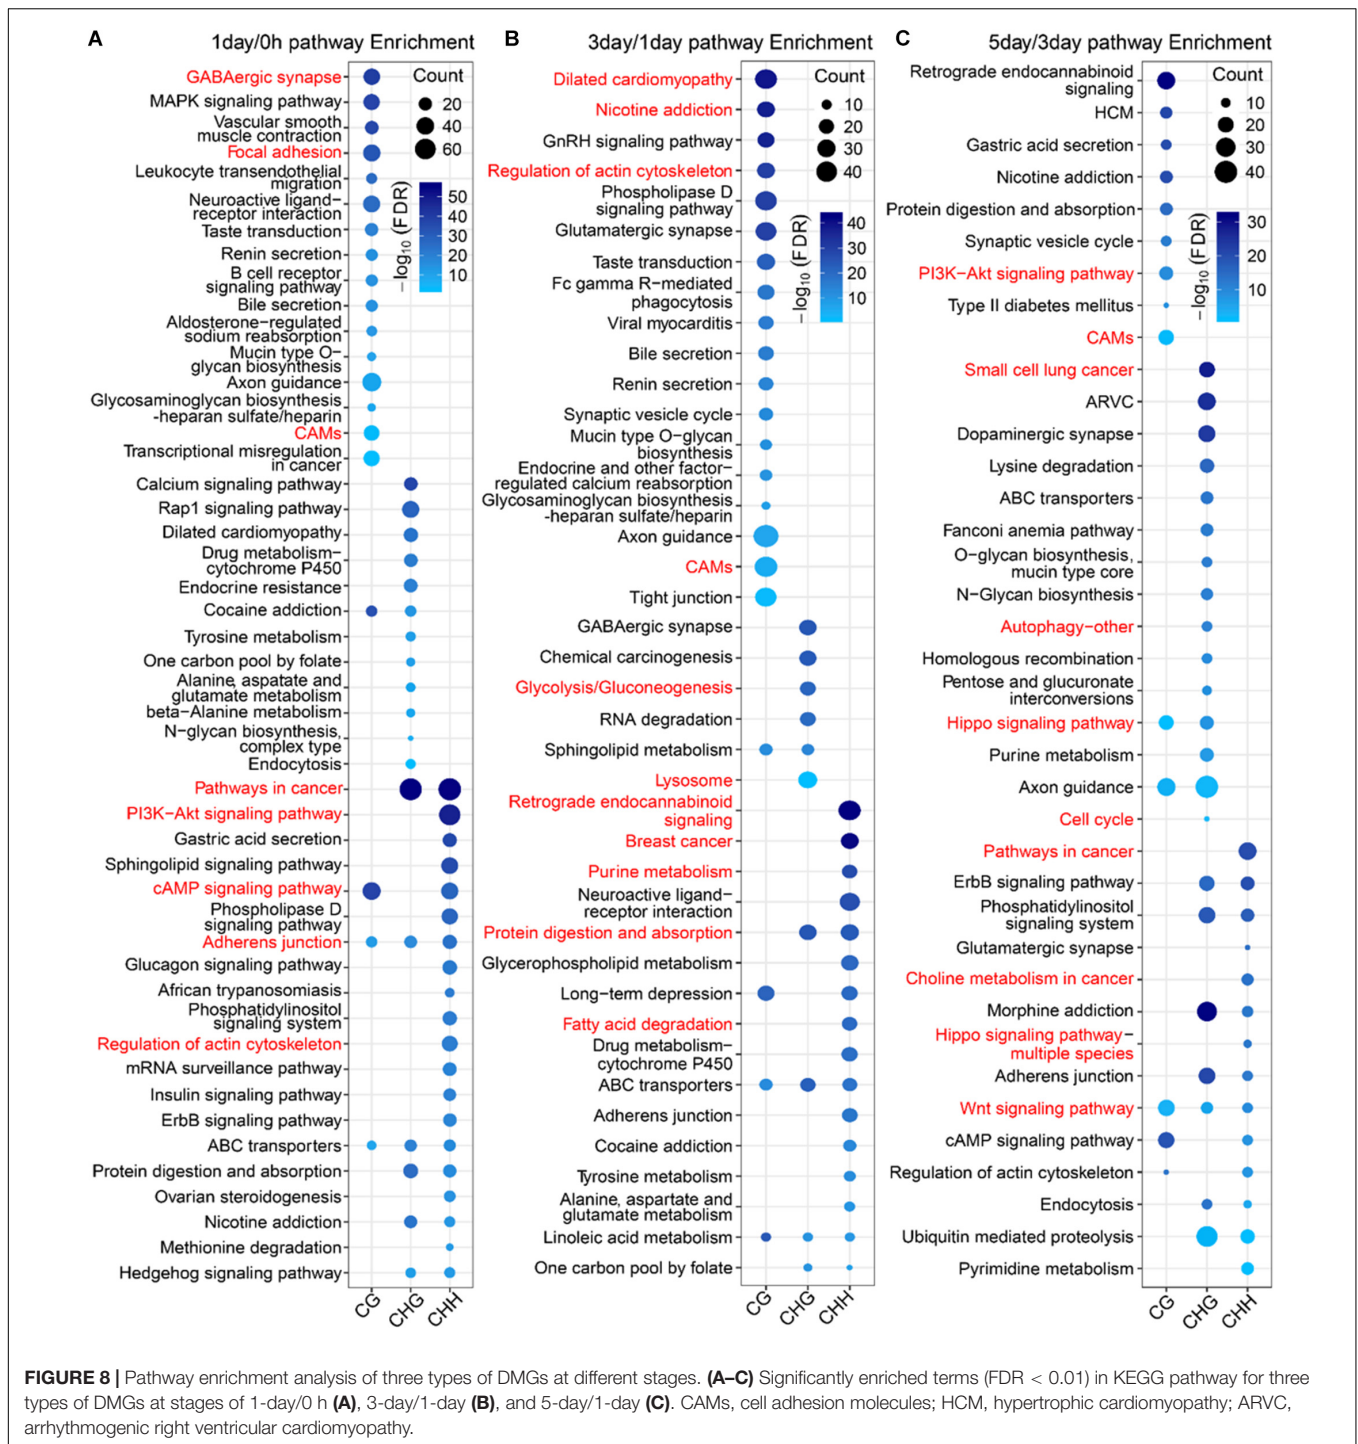 A
1day/0h pathway Enrichment
GABAergic synapse
MAPK signaling pathway
Vascular smooth
muscle contraction
Focal adhesion
Leukocyte transendothelial
migration
Neuroactive ligand−
receptor interaction
Taste transduction
Renin secretion
B cell receptor
signaling pathway
Bile secretion
Aldosterone−regulated
sodium reabsorption
Mucin type O−
glycan biosynthesis
Axon guidance
Glycosaminoglycan biosynthesis
-heparan sulfate/heparin
CAMs
Transcriptional misregulation
in cancer
Calcium signaling pathway
Rap1 signaling pathway
Dilated cardiomyopathy
Drug metabolism−
cytochrome P450
Endocrine resistance
Cocaine addiction
Tyrosine metabolism
One carbon pool by folate
Alanine, aspatate and
glutamate metabolism
beta−Alanine metabolism
N−glycan biosynthesis,
complex type
Endocytosis
Pathways in cancer
PI3K−Akt signaling pathway
Gastric acid secretion
Sphingolipid signaling pathway
cAMP signaling pathway
Phospholipase D
signaling pathway
Adherens junction
Glucagon signaling pathway
African trypanosomiasis
Phosphatidylinositol
signaling system
Regulation of actin cytoskeleton
mRNA surveillance pathway
Insulin signaling pathway
ErbB signaling pathway
ABC transporters
Protein digestion and absorption
Ovarian steroidogenesis
Nicotine addiction
Methionine degradation
Hedgehog signaling pathway
CG
CHG
CHH
Count
20
40
60
−log10 (FDR)
50
40
30
20
10
B
3day/1day pathway Enrichment
Dilated cardiomyopathy
Nicotine addiction
GnRH signaling pathway
Regulation of actin cytoskeleton
Phospholipase D
signaling pathway
Glutamatergic synapse
Taste transduction
Fc gamma R−mediated
phagocytosis
Viral myocarditis
Bile secretion
Renin secretion
Synaptic vesicle cycle
Mucin type O−glycan
biosynthesis
Endocrine and other factor−
regulated calcium reabsorption
Glycosaminoglycan biosynthesis
-heparan sulfate/heparin
Axon guidance
CAMs
Tight junction
GABAergic synapse
Chemical carcinogenesis
Glycolysis/Gluconeogenesis
RNA degradation
Sphingolipid metabolism
Lysosome
Retrograde endocannabinoid
signaling
Breast cancer
Purine metabolism
Neuroactive ligand−
receptor interaction
Protein digestion and absorption
Glycerophospholipid metabolism
Long−term depression
Fatty acid degradation
Drug metabolism−
cytochrome P450
ABC transporters
Adherens junction
Cocaine addiction
Tyrosine metabolism
Alanine, aspartate and
glutamate metabolism
Linoleic acid metabolism
One carbon pool by folate
CG
CHG
CHH
Count
10
20
30
40
−log10 (FDR)
40
30
20
10
C
5day/3day pathway Enrichment
Retrograde endocannabinoid
signaling
HCM
Gastric acid secretion
Nicotine addiction
Protein digestion and absorption
Synaptic vesicle cycle
PI3K−Akt signaling pathway
Type II diabetes mellitus
CAMs
Small cell lung cancer
ARVC
Dopaminergic synapse
Lysine degradation
ABC transporters
Fanconi anemia pathway
O−glycan biosynthesis,
mucin type core
N−Glycan biosynthesis
Autophagy−other
Homologous recombination
Pentose and glucuronate
interconversions
Hippo signaling pathway
Purine metabolism
Axon guidance
Cell cycle
Pathways in cancer
ErbB signaling pathway
Phosphatidylinositol
signaling system
Glutamatergic synapse
Choline metabolism in cancer
Morphine addiction
Hippo signaling pathway−
multiple species
Adherens junction
Wnt signaling pathway
cAMP signaling pathway
Regulation of actin cytoskeleton
Endocytosis
Ubiquitin mediated proteolysis
Pyrimidine metabolism
CG
CHG
CHH
Count
10
20
30
40
−log10 (FDR)
30
20
10
FIGURE 8 | Pathway enrichment analysis of three types of DMGs at different stages. (A–C) Significantly enriched terms (FDR < 0.01) in KEGG pathway for three
types of DMGs at stages of 1-day/0 h (A), 3-day/1-day (B), and 5-day/1-day (C). CAMs, cell adhesion molecules; HCM, hypertrophic cardiomyopathy; ARVC,
arrhythmogenic right ventricular cardiomyopathy.